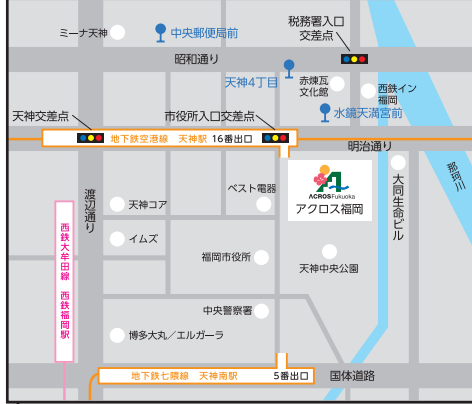 ミーナ天神
中央郵便局前
税務署入口
交差点
昭和通り
天神4丁目
赤煉瓦
文化館
西鉄イン
福岡
水鏡天満宮前
天神交差点
市役所入口交差点
地下鉄空港線 天神駅 16番出口
明治通り
那珂川
渡辺通り
天神コア
ベスト電器
ACROS Fukuoka
アクロス福岡
大同生命ビル
イムズ
福岡市役所
天神中央公園
西鉄大牟田線 西鉄福岡駅
中央警察署
博多大丸/エルガーラ
地下鉄七隈線 天神南駅 5番出口
国体道路